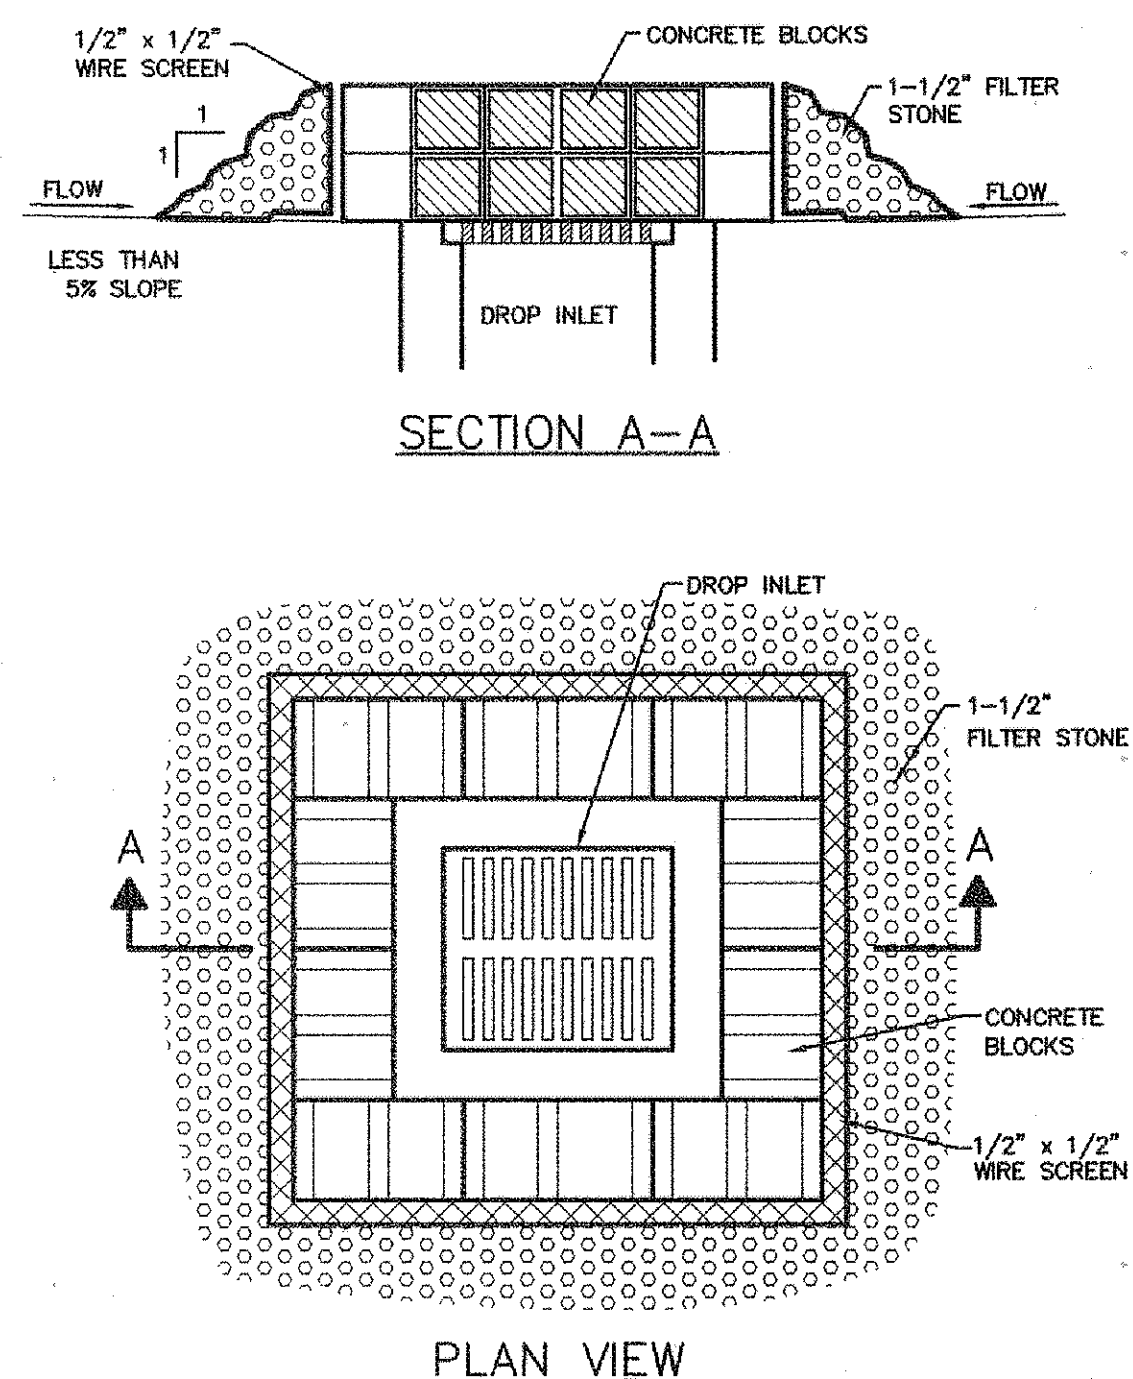 1/2" x 1/2"
WIRE SCREEN
CONCRETE BLOCKS
1-1/2" FILTER
STONE
1
1
FLOW
FLOW
LESS THAN
5% SLOPE
DROP INLET
SECTION A-A
DROP INLET
1-1/2"
FILTER STONE
A
A
CONCRETE
BLOCKS
1/2" x 1/2"
WIRE SCREEN
PLAN VIEW